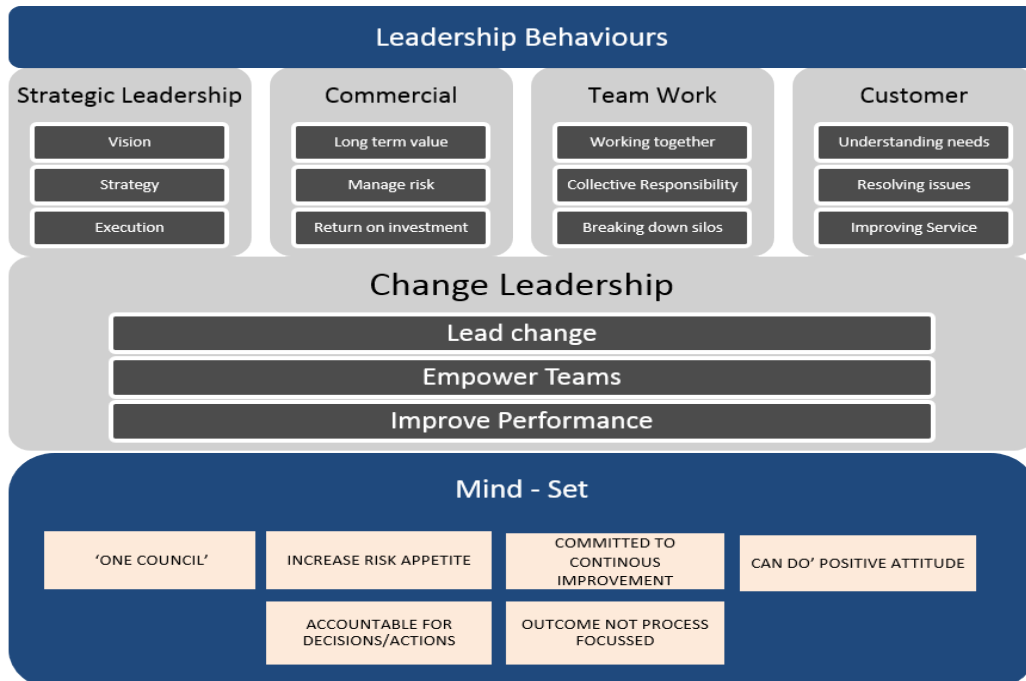 Leadership Behaviours
Strategic Leadership
Vision
Strategy
Execution
Commercial
Long term value
Manage risk
Return on investment
Team Work
Working together
Collective Responsibility
Breaking down silos
Customer
Understanding needs
Resolving issues
Improving Service
Change Leadership
Lead change
Empower Teams
Improve Performance
Mind - Set
‘ONE COUNCIL’
INCREASE RISK APPETITE
COMMITTED TO
CONTINOUS
IMPROVEMENT
CAN DO’ POSITIVE ATTITUDE
ACCOUNTABLE FOR
DECISIONS/ACTIONS
OUTCOME NOT PROCESS
FOCUSSED